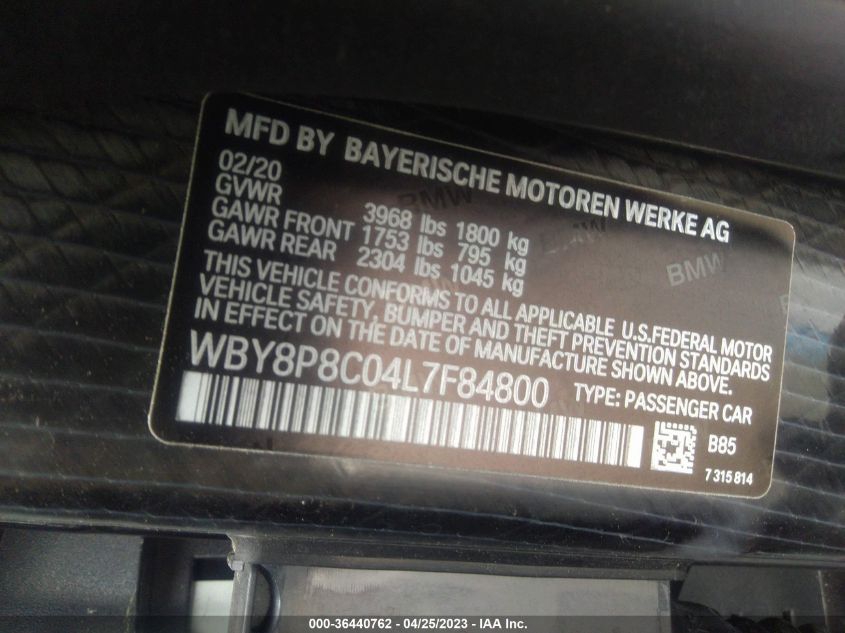 MFD BY BAYERISCHE MOTOREN WERKE AG
02/20
GVWR 3968 lbs 1800 kg
GAWR FRONT 1753 lbs 795 kg
GAWR REAR 2304 lbs 1045 kg
THIS VEHICLE CONFORMS TO ALL APPLICABLE U.S.FEDERAL MOTOR
VEHICLE SAFETY, BUMPER AND THEFT PREVENTION STANDARDS
IN EFFECT ON THE DATE OF MANUFACTURE SHOWN ABOVE.
WBY8P8C04L7F84800 TYPE: PASSENGER CAR
B85
7 315 814
BMW
BMW
000-36440762 - 04/25/2023 - IAA Inc.